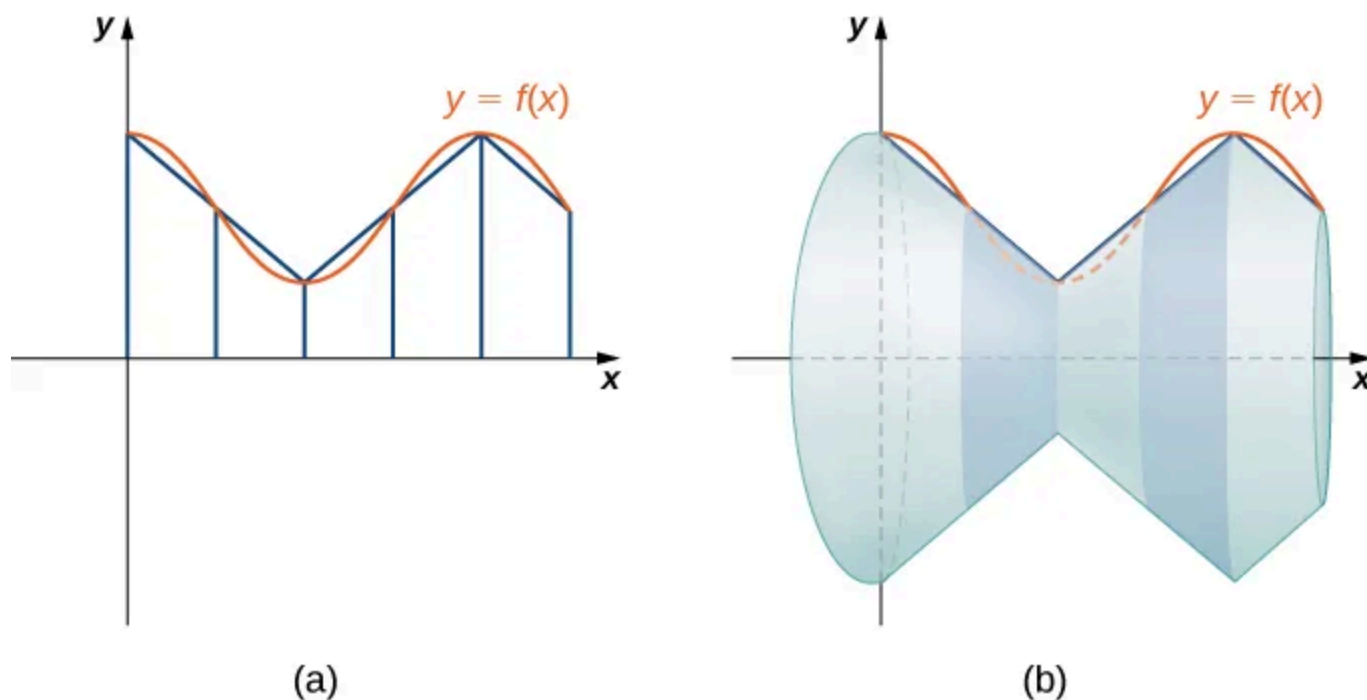 y
y = f(x)
x
(a)
y
y = f(x)
x
(b)